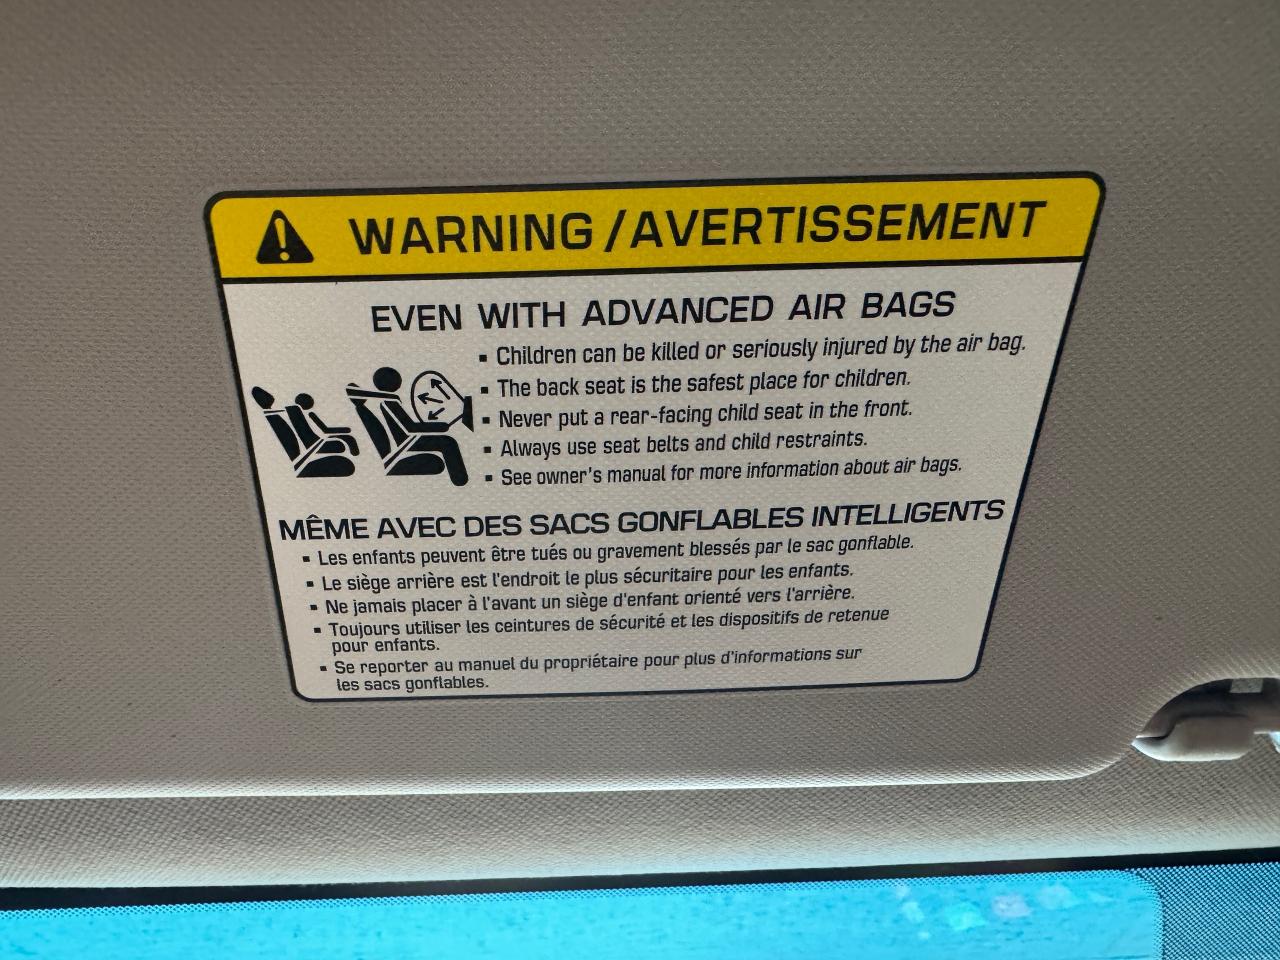 WARNING / AVERTISSEMENT
EVEN WITH ADVANCED AIR BAGS
▪ Children can be killed or seriously injured by the air bag.
▪ The back seat is the safest place for children.
▪ Never put a rear-facing child seat in the front.
▪ Always use seat belts and child restraints.
▪ See owner's manual for more information about air bags.
MÊME AVEC DES SACS GONFLABLES INTELLIGENTS
▪ Les enfants peuvent être tués ou gravement blessés par le sac gonflable.
▪ Le siège arrière est l'endroit le plus sécuritaire pour les enfants.
▪ Ne jamais placer à l'avant un siège d'enfant orienté vers l'arrière.
▪ Toujours utiliser les ceintures de sécurité et les dispositifs de retenue
pour enfants.
▪ Se reporter au manuel du propriétaire pour plus d'informations sur
les sacs gonflables.